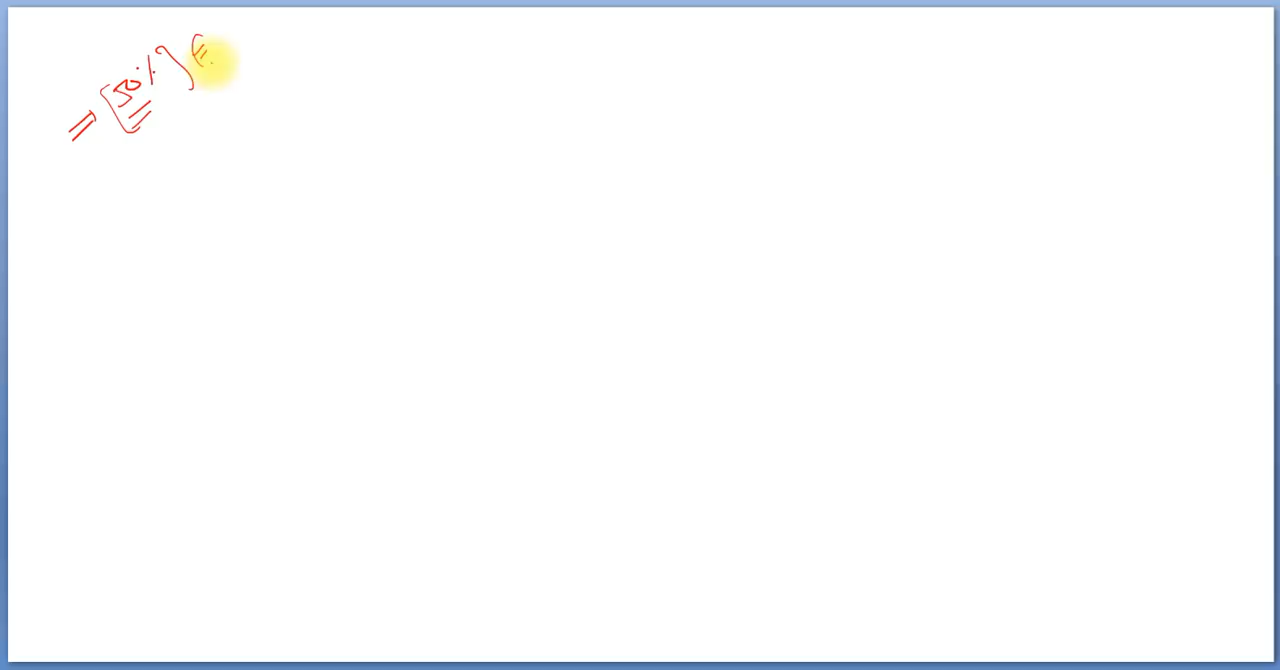 ⇒ [50%] (=